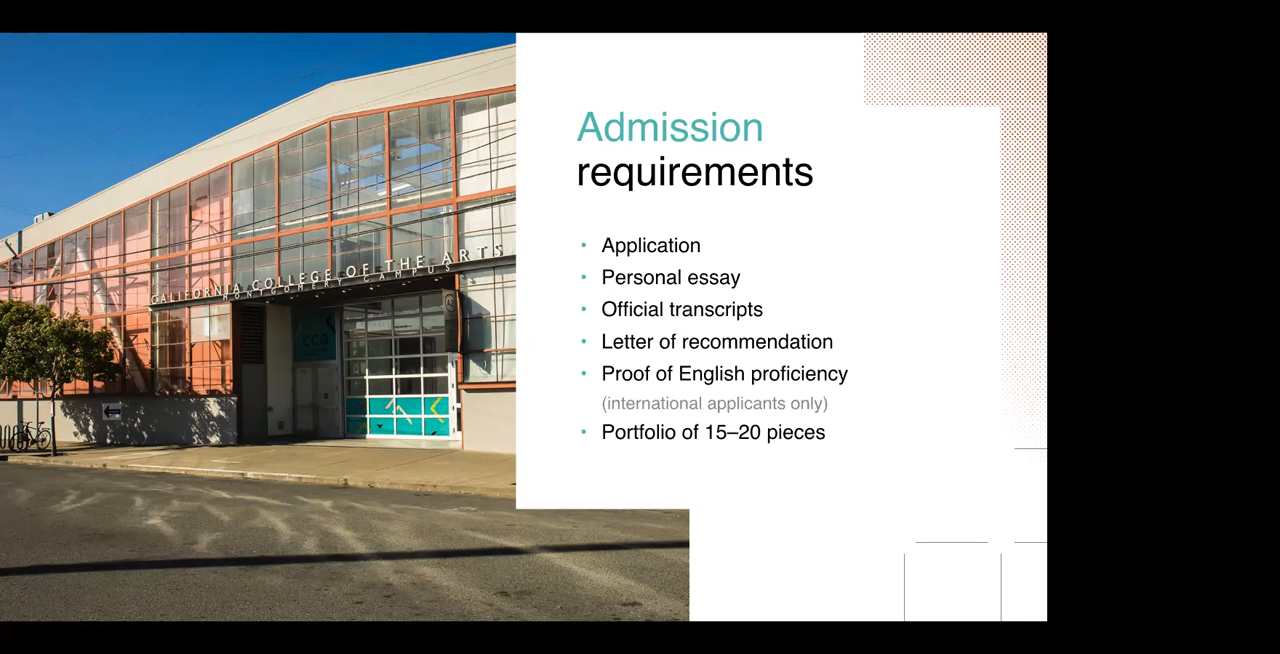 Admission
requirements
• Application
• Personal essay
• Official transcripts
• Letter of recommendation
• Proof of English proficiency
(international applicants only)
• Portfolio of 15–20 pieces
CALIFORNIA COLLEGE OF THE ARTS
MONTGOMERY CAMPUS
cca